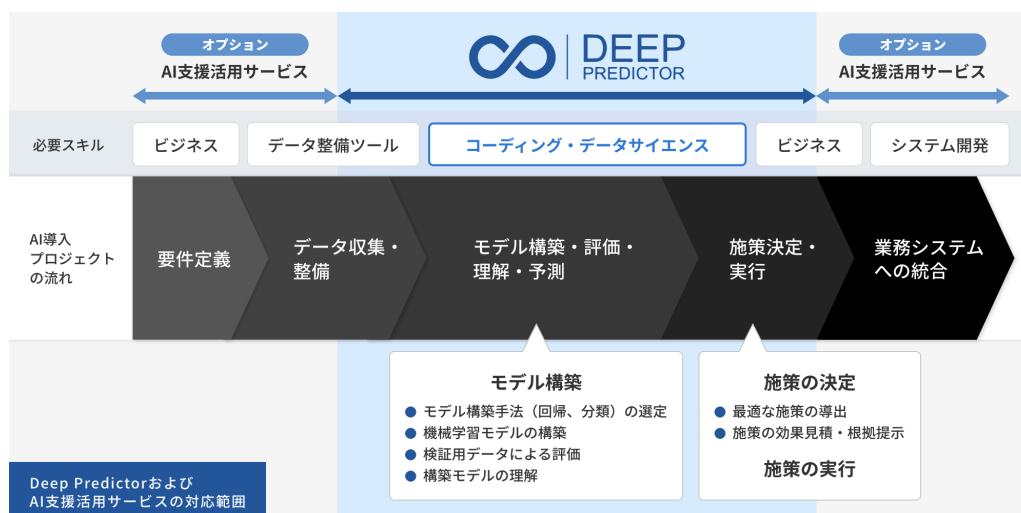 オプション
AI支援活用サービス
DEEP
PREDICTOR
オプション
AI支援活用サービス
必要スキル
ビジネス
データ整備ツール
コーディング・データサイエンス
ビジネス
システム開発
AI導入
プロジェクト
の流れ
要件定義
データ収集・
整備
モデル構築・評価・
理解・予測
施策決定・
実行
業務システム
への統合
モデル構築
● モデル構築手法（回帰、分類）の選定
● 機械学習モデルの構築
● 検証用データによる評価
● 構築モデルの理解
施策の決定
● 最適な施策の導出
● 施策の効果見積・根拠提示
施策の実行
Deep Predictorおよび
AI支援活用サービスの対応範囲